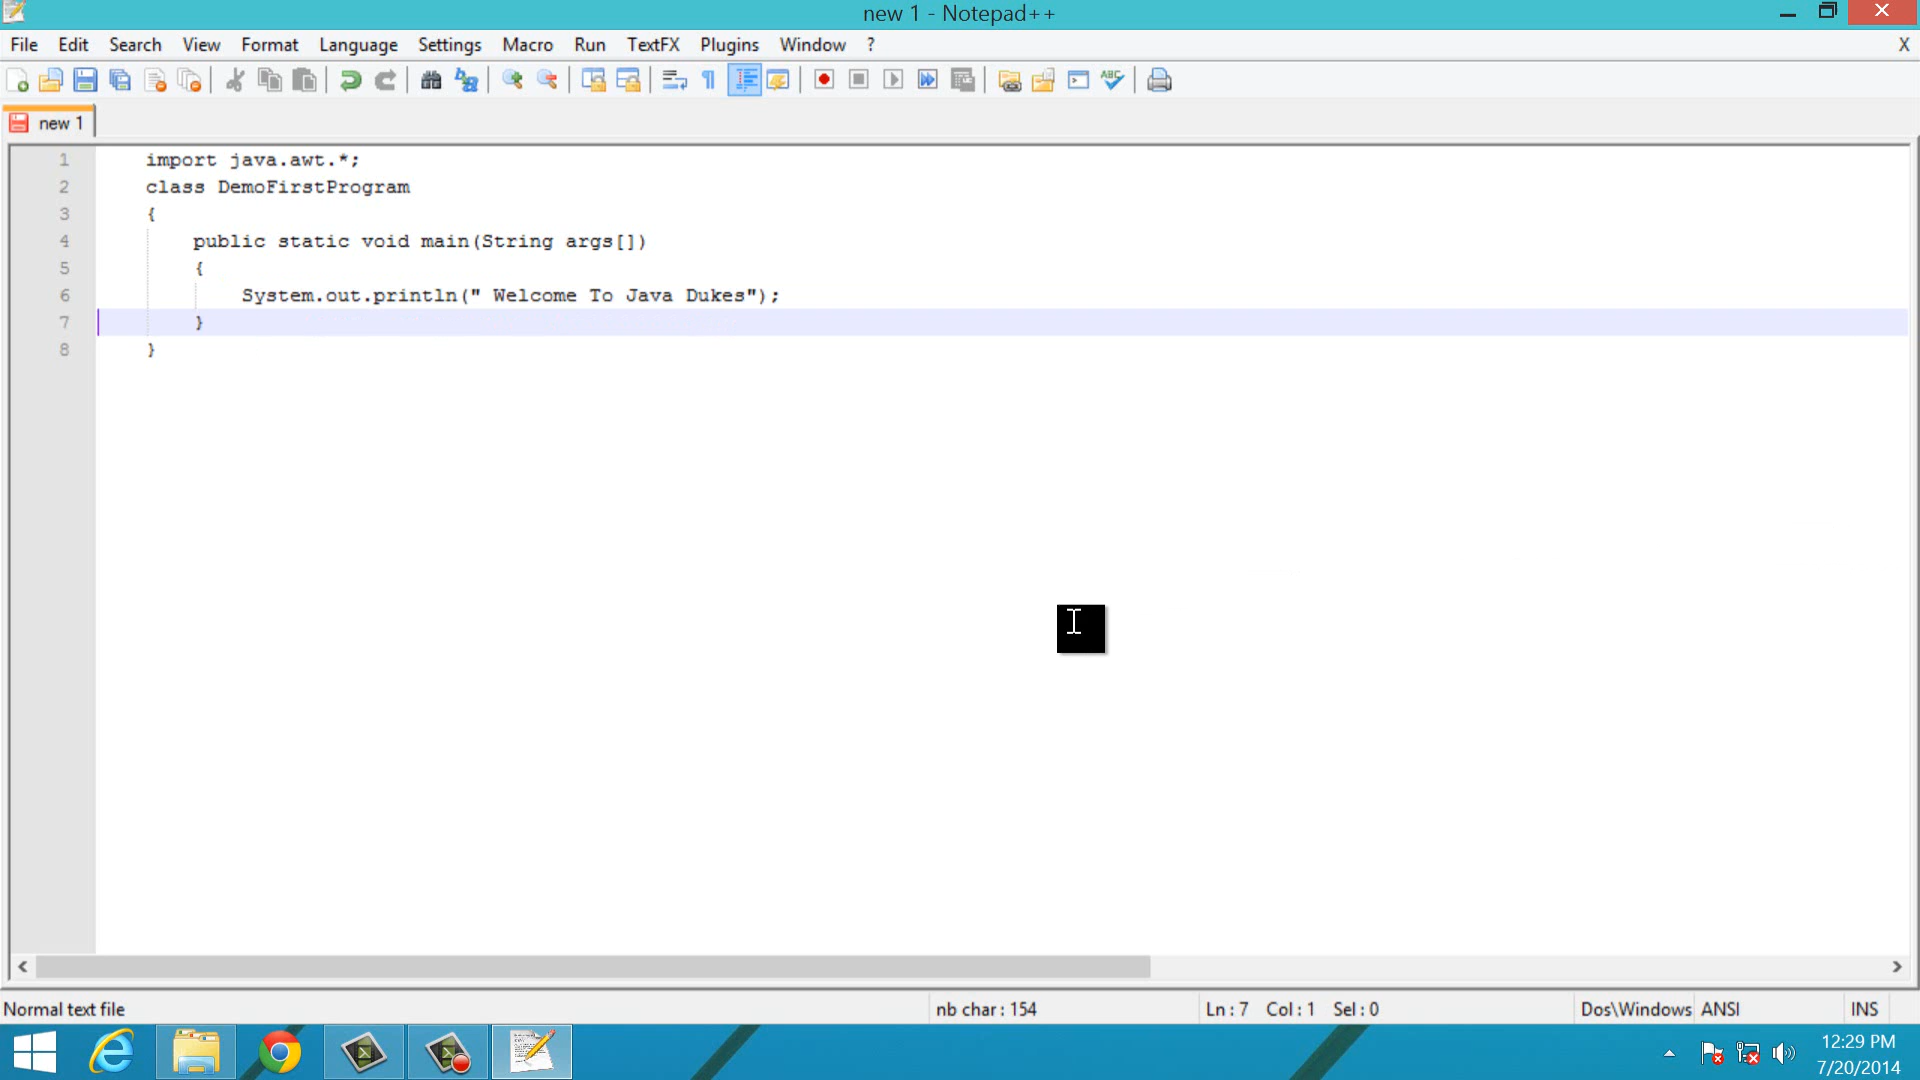 new 1 - Notepad++
File Edit Search View Format Language Settings Macro Run TextFX Plugins Window ? X
new 1
1 import java.awt.*;
2 class DemoFirstProgram
3 {
4 public static void main(String args[])
5 {
6 System.out.println(" Welcome To Java Dukes");
7 }
8 }
Normal text file nb char : 154 Ln : 7 Col : 1 Sel : 0 Dos\Windows ANSI INS
12:29 PM
7/20/2014